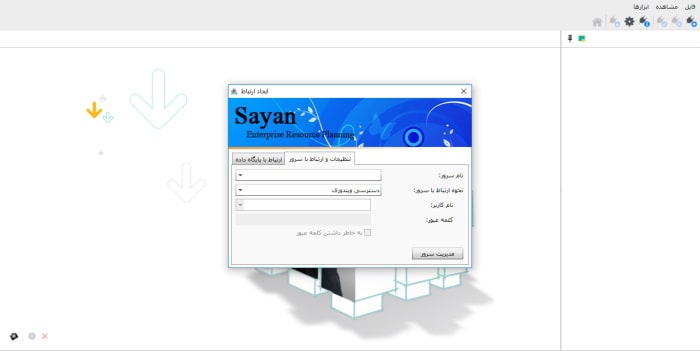 فایل مشاهده ابزارها
ایجاد ارتباط
Sayan
Enterprise Resource Planning
تنظیمات و ارتباط با سرور
ارتباط با پایگاه داده
نام سرور:
نحوه ارتباط با سرور:
دسترسی ویندوزی
نام کاربر:
کلمه عبور:
به خاطر داشتن کلمه عبور
مدیریت سرور